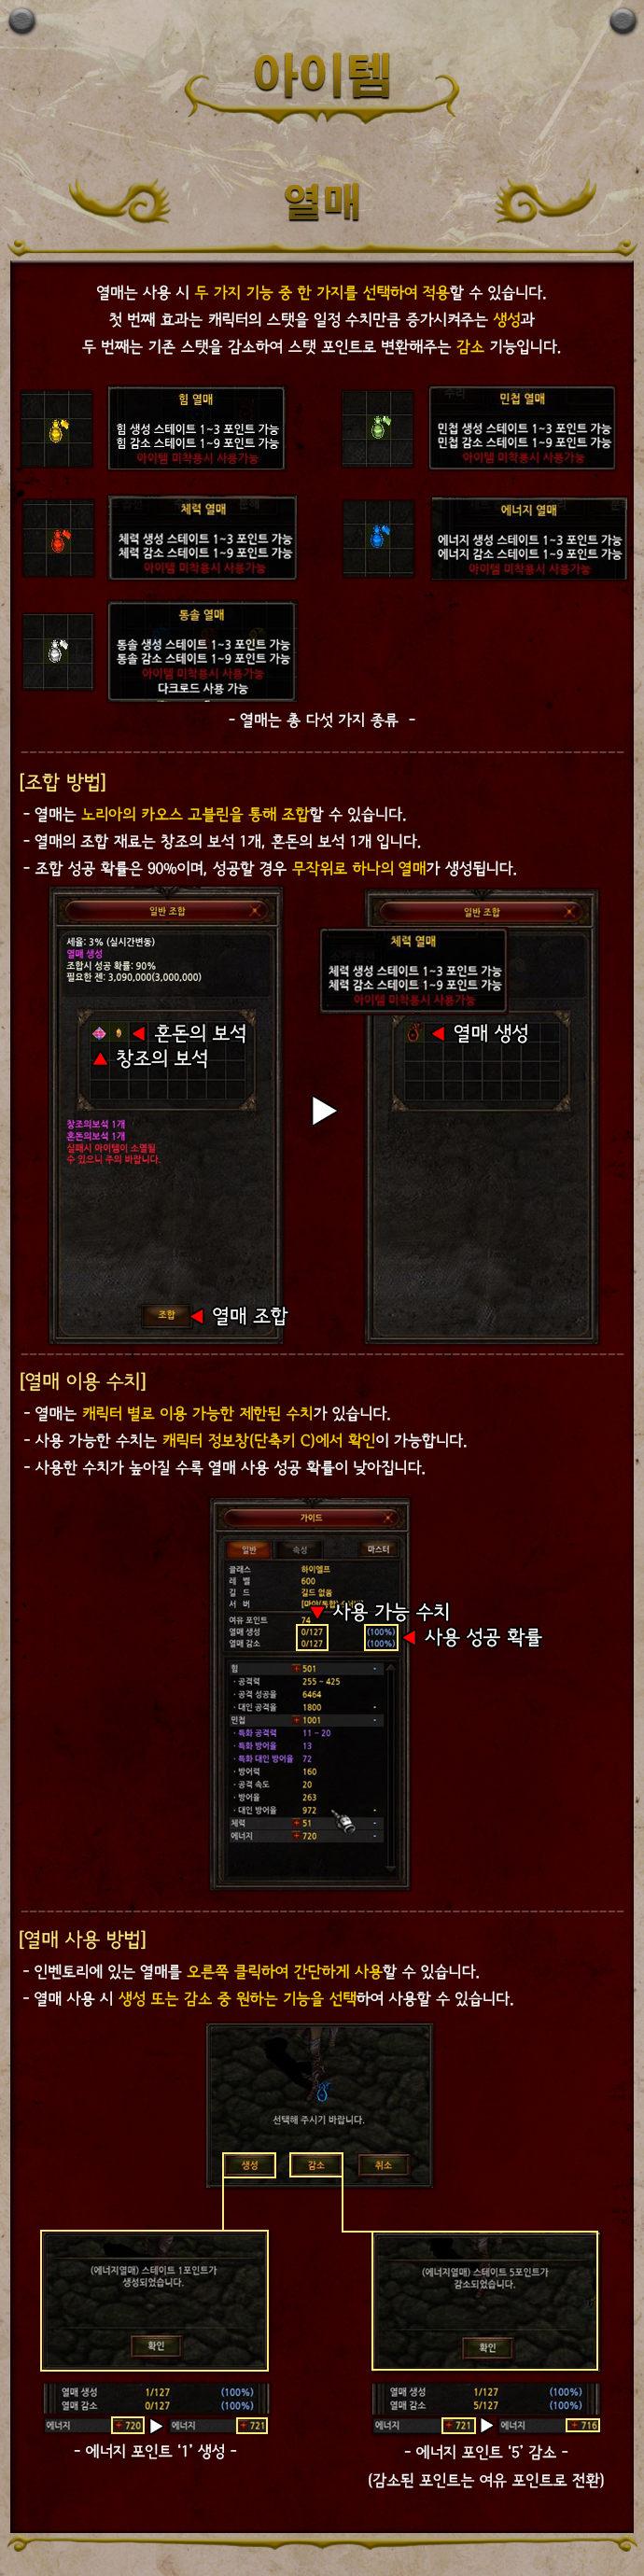 아이템
열매
열매는 사용 시 두 가지 기능 중 한 가지를 선택하여 적용할 수 있습니다.
첫 번째 효과는 캐릭터의 스탯을 일정 수치만큼 증가시켜주는 생성과
두 번째는 기존 스탯을 감소하여 스탯 포인트로 변환해주는 감소 기능입니다.
힘 열매
힘 생성 스테이트 1~3 포인트 가능
힘 감소 스테이트 1~9 포인트 가능
아이템 미착용시 사용가능
민첩 열매
민첩 생성 스테이트 1~3 포인트 가능
민첩 감소 스테이트 1~9 포인트 가능
아이템 미착용시 사용가능
체력 열매
체력 생성 스테이트 1~3 포인트 가능
체력 감소 스테이트 1~9 포인트 가능
아이템 미착용시 사용가능
에너지 열매
에너지 생성 스테이트 1~3 포인트 가능
에너지 감소 스테이트 1~9 포인트 가능
아이템 미착용시 사용가능
통솔 열매
통솔 생성 스테이트 1~3 포인트 가능
통솔 감소 스테이트 1~9 포인트 가능
아이템 미착용시 사용가능
다크로드 사용 가능
- 열매는 총 다섯 가지 종류 -
[조합 방법]
- 열매는 노리아의 카오스 고블린을 통해 조합할 수 있습니다.
- 열매의 조합 재료는 창조의 보석 1개, 혼돈의 보석 1개 입니다.
- 조합 성공 확률은 90%이며, 성공할 경우 무작위로 하나의 열매가 생성됩니다.
일반 조합
세율: 3% (실시간변동)
열매 생성
조합시 성공 확률: 90%
필요한 젠: 3,090,000(3,000,000)
혼돈의 보석
창조의 보석
창조의보석 1개
혼돈의보석 1개
실패시 아이템이 소멸될
수 있으니 주의 바랍니다.
조합
열매 조합
일반 조합
체력 열매
체력 생성 스테이트 1~3 포인트 가능
체력 감소 스테이트 1~9 포인트 가능
아이템 미착용시 사용가능
열매 생성
[열매 이용 수치]
- 열매는 캐릭터 별로 이용 가능한 제한된 수치가 있습니다.
- 사용 가능한 수치는 캐릭터 정보창(단축키 C)에서 확인이 가능합니다.
- 사용한 수치가 높아질 수록 열매 사용 성공 확률이 낮아집니다.
가이드
일반 속성 마스터
클래스 하이엘프
레 벨 600
길 드 길드 없음
서 버
사용 가능 수치
여유 포인트 74
열매 생성 0/127 (100%)
열매 감소 0/127 (100%)
사용 성공 확률
힘 501 -
· 공격력 255 ~ 425
· 공격 성공율 6464
· 대인 공격율 1800 -
민첩 1001 -
· 특화 공격력 11 ~ 20
· 특화 방어율 13
· 특화 대인 방어율 72
· 방어력 160
· 공격 속도 20
· 방어율 263
· 대인 방어율 972 -
체력 51 -
에너지 720 -
[열매 사용 방법]
- 인벤토리에 있는 열매를 오른쪽 클릭하여 간단하게 사용할 수 있습니다.
- 열매 사용 시 생성 또는 감소 중 원하는 기능을 선택하여 사용할 수 있습니다.
선택해 주시기 바랍니다.
생성 감소 취소
(에너지열매) 스테이트 1포인트가
생성되었습니다.
확인
열매 생성 1/127 (100%)
열매 감소 0/127 (100%)
에너지 720 에너지 721
- 에너지 포인트 '1' 생성 -
(에너지열매) 스테이트 5포인트가
감소되었습니다.
확인
열매 생성 1/127 (100%)
열매 감소 5/127 (100%)
에너지 721 에너지 716
- 에너지 포인트 '5' 감소 -
(감소된 포인트는 여유 포인트로 전환)